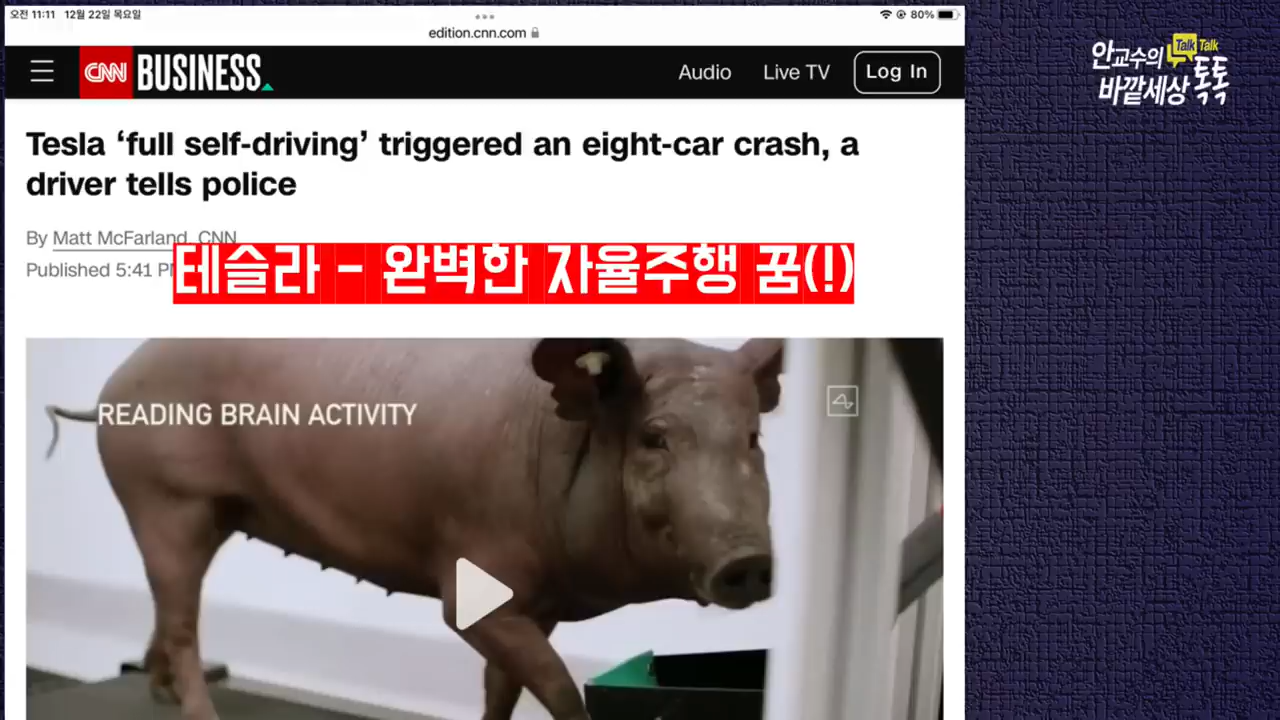 오전 11:11 12월 22일 목요일
80%
edition.cnn.com
CNN BUSINESS
Audio
Live TV
Log In
안교수의 Talk Talk
바깥세상 톡톡
Tesla ‘full self-driving’ triggered an eight-car crash, a
driver tells police
By Matt McFarland, CNN
Published 5:41 P
테슬라 - 완벽한 자율주행 꿈(!)
READING BRAIN ACTIVITY